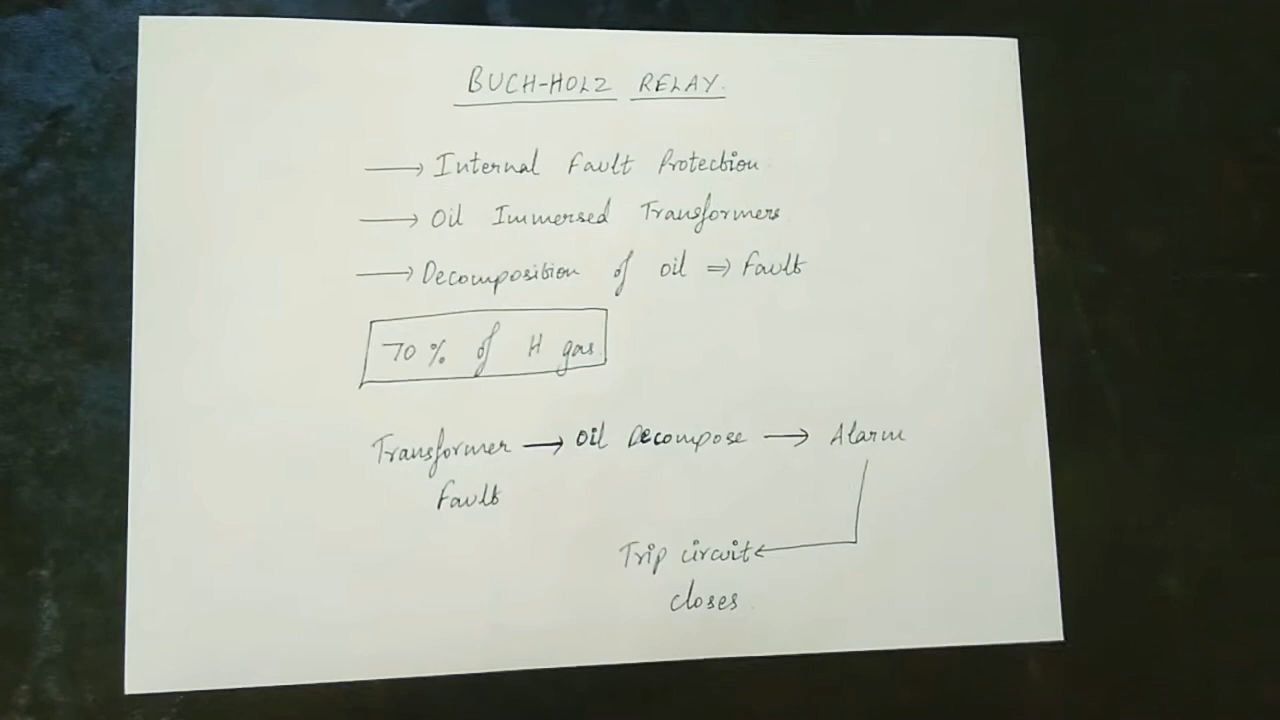 BUCH-HOLZ RELAY.
→ Internal Fault Protection
→ Oil Immersed Transformers
→ Decomposition of oil ⇒ Fault
70% of H gas.
Transformer → Oil Decompose → Alarm
Fault
Trip circuit ←
closes.